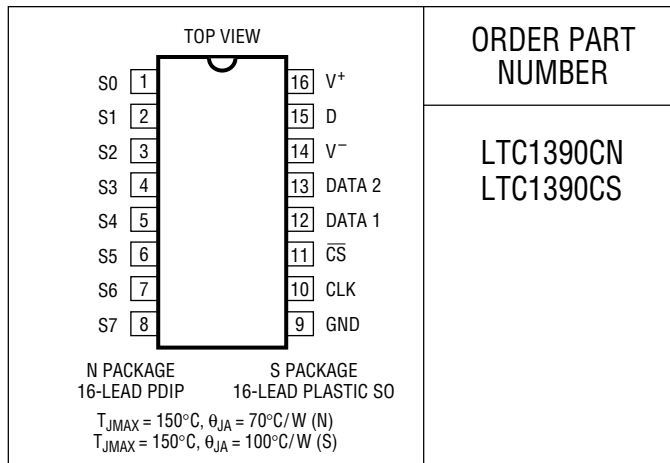 TOP VIEW
S0 1
S1 2
S2 3
S3 4
S4 5
S5 6
S6 7
S7 8
16 V⁺
15 D
14 V⁻
13 DATA 2
12 DATA 1
11 C̅S̅
10 CLK
9 GND
N PACKAGE
16-LEAD PDIP
S PACKAGE
16-LEAD PLASTIC SO
TJMAX = 150°C, θJA = 70°C/W (N)
TJMAX = 150°C, θJA = 100°C/W (S)
ORDER PART
NUMBER
LTC1390CN
LTC1390CS